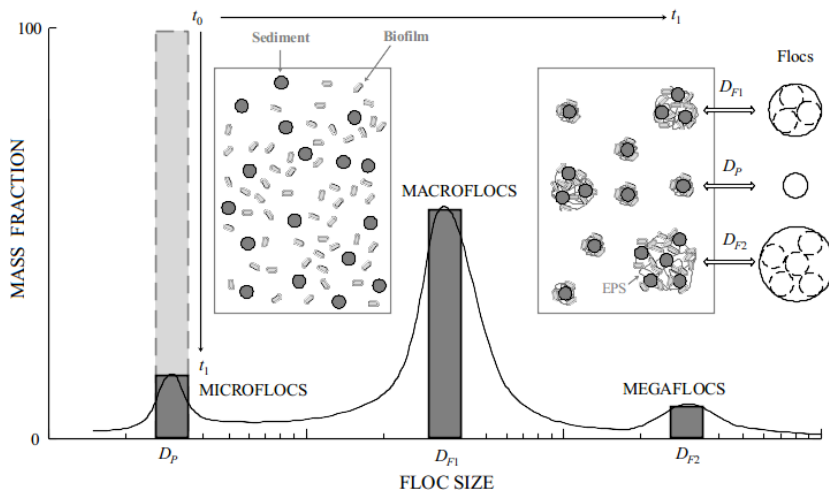 100
MASS FRACTION
0
t0
t1
Sediment
Biofilm
t1
MICROFLOCS
MACROFLOCS
MEGAFLOCS
EPS
Flocs
DF1
DP
DF2
DP
DF1
DF2
FLOC SIZE